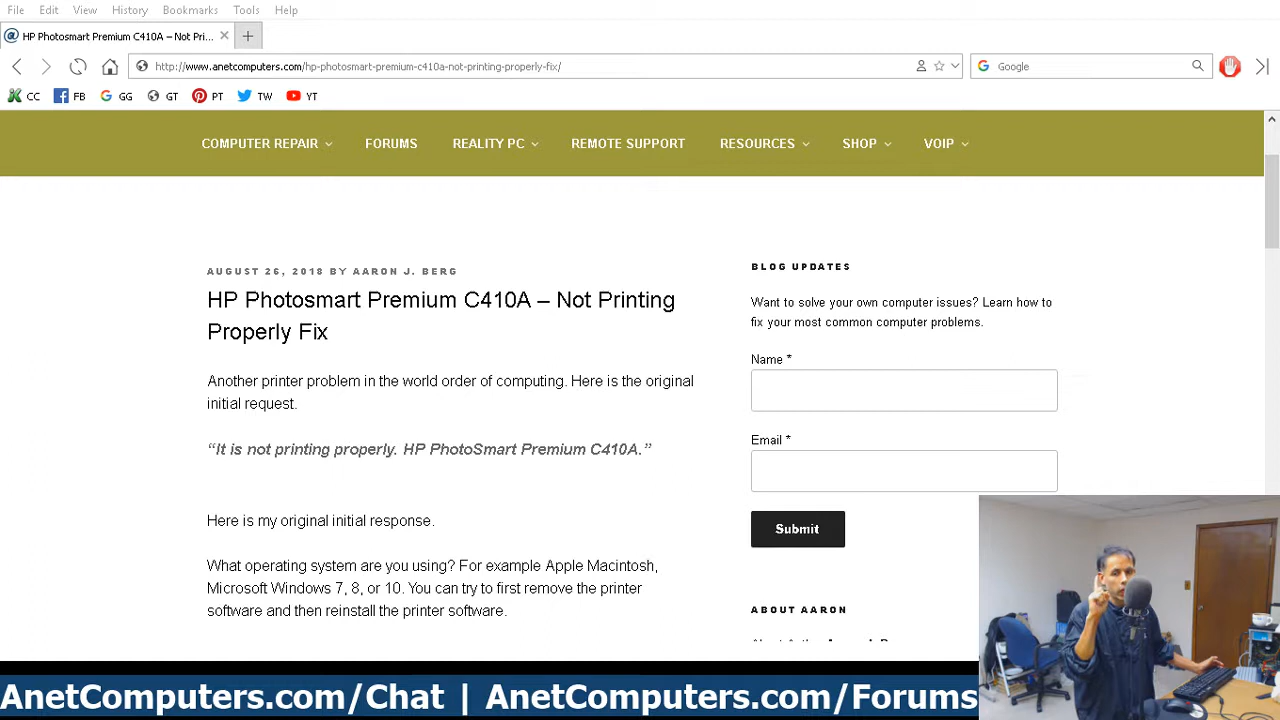 File Edit View History Bookmarks Tools Help
HP Photosmart Premium C410A – Not Pri...
http://www.anetcomputers.com/hp-photosmart-premium-c410a-not-printing-properly-fix/
Google
CC FB GG GT PT TW YT
COMPUTER REPAIR FORUMS REALITY PC REMOTE SUPPORT RESOURCES SHOP VOIP
AUGUST 26, 2018 BY AARON J. BERG
HP Photosmart Premium C410A – Not Printing
Properly Fix
Another printer problem in the world order of computing. Here is the original
initial request.
“It is not printing properly. HP PhotoSmart Premium C410A.”
Here is my original initial response.
What operating system are you using? For example Apple Macintosh,
Microsoft Windows 7, 8, or 10. You can try to first remove the printer
software and then reinstall the printer software.
BLOG UPDATES
Want to solve your own computer issues? Learn how to
fix your most common computer problems.
Name *
Email *
Submit
ABOUT AARON
AnetComputers.com/Chat | AnetComputers.com/Forums